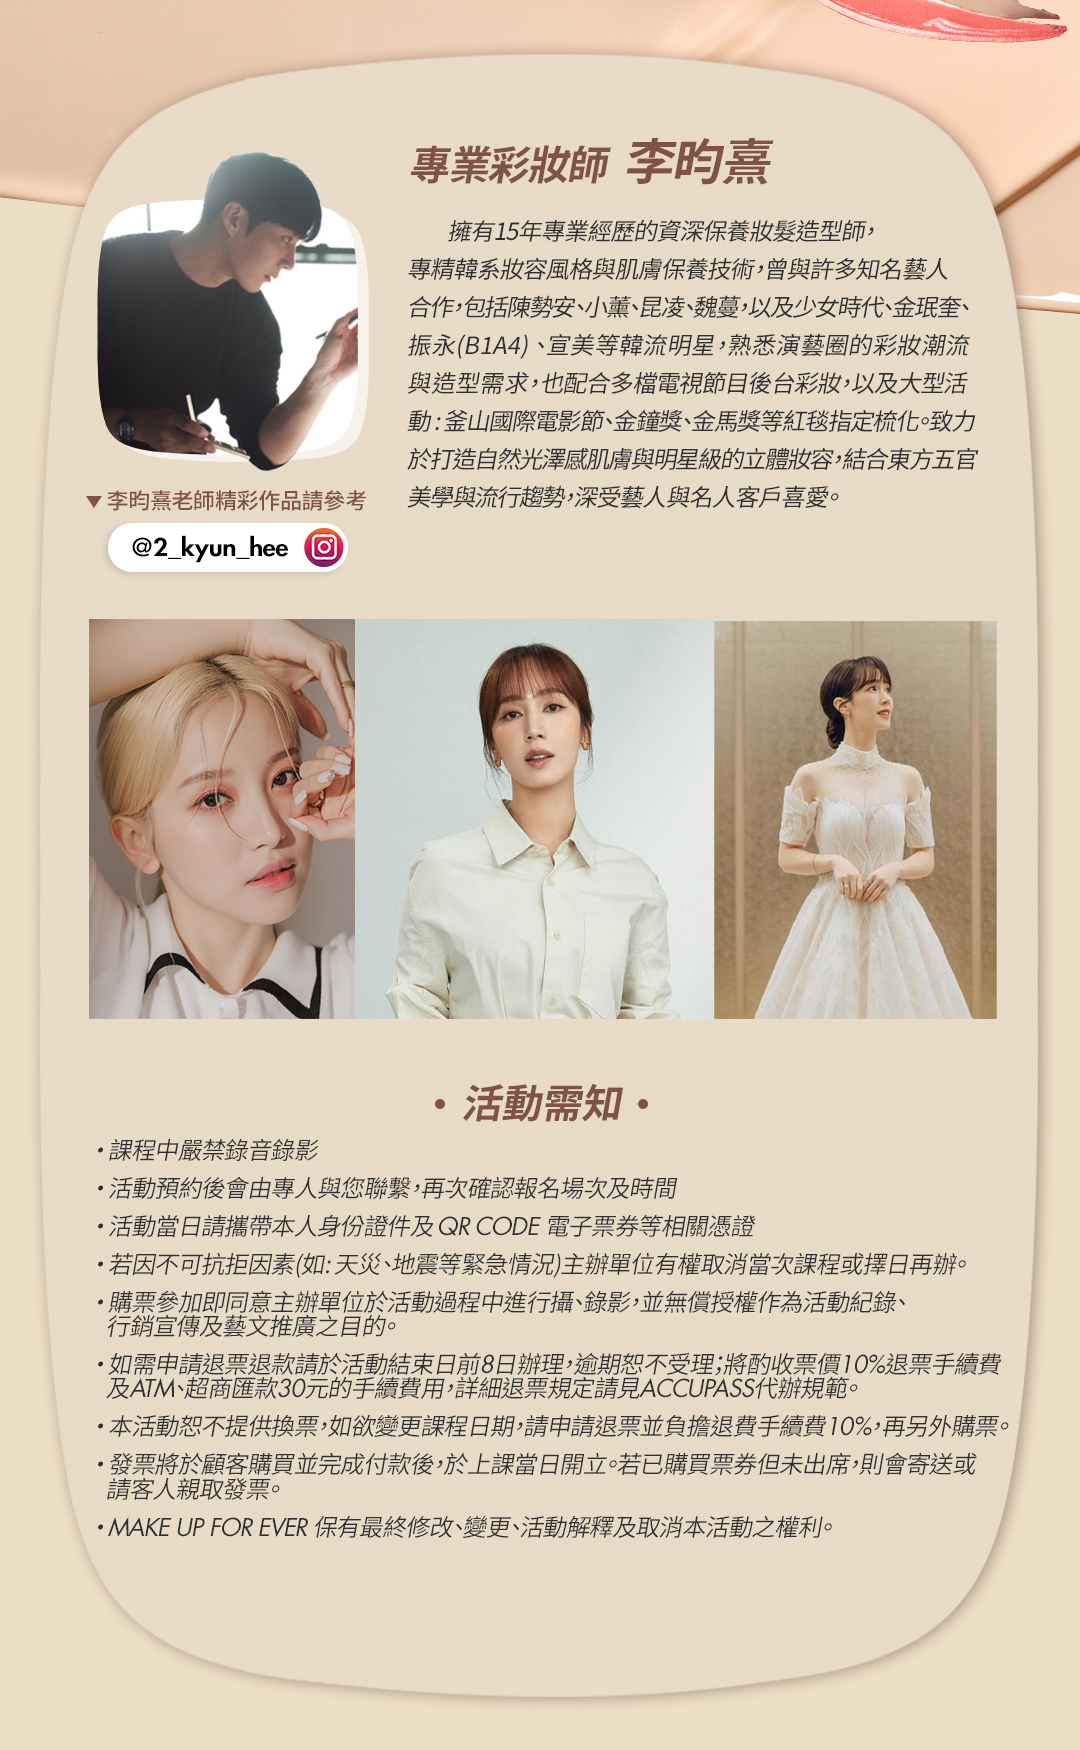 專業彩妝師 李昀熹
擁有15年專業經歷的資深保養妝髮造型師，
專精韓系妝容風格與肌膚保養技術，曾與許多知名藝人
合作，包括陳勢安、小薰、昆凌、魏蔓，以及少女時代、金珉奎、
振永(B1A4)、宣美等韓流明星，熟悉演藝圈的彩妝潮流
與造型需求，也配合多檔電視節目後台彩妝，以及大型活
動：釜山國際電影節、金鐘獎、金馬獎等紅毯指定梳化。致力
於打造自然光澤感肌膚與明星級的立體妝容，結合東方五官
美學與流行趨勢，深受藝人與名人客戶喜愛。
▼李昀熹老師精彩作品請參考
@2_kyun_hee
• 活動需知 •
•課程中嚴禁錄音錄影
•活動預約後會由專人與您聯繫，再次確認報名場次及時間
•活動當日請攜帶本人身份證件及 QR CODE 電子票券等相關憑證
•若因不可抗拒因素(如：天災、地震等緊急情況)主辦單位有權取消當次課程或擇日再辦。
•購票參加即同意主辦單位於活動過程中進行攝、錄影，並無償授權作為活動紀錄、
行銷宣傳及藝文推廣之目的。
•如需申請退票退款請於活動結束日前8日辦理，逾期恕不受理；將酌收票價10%退票手續費
及ATM、超商匯款30元的手續費用，詳細退票規定請見ACCUPASS代辦規範。
•本活動恕不提供換票，如欲變更課程日期，請申請退票並負擔退費手續費10%，再另外購票。
•發票將於顧客購買並完成付款後，於上課當日開立。若已購買票券但未出席，則會寄送或
請客人親取發票。
•MAKE UP FOR EVER 保有最終修改、變更、活動解釋及取消本活動之權利。